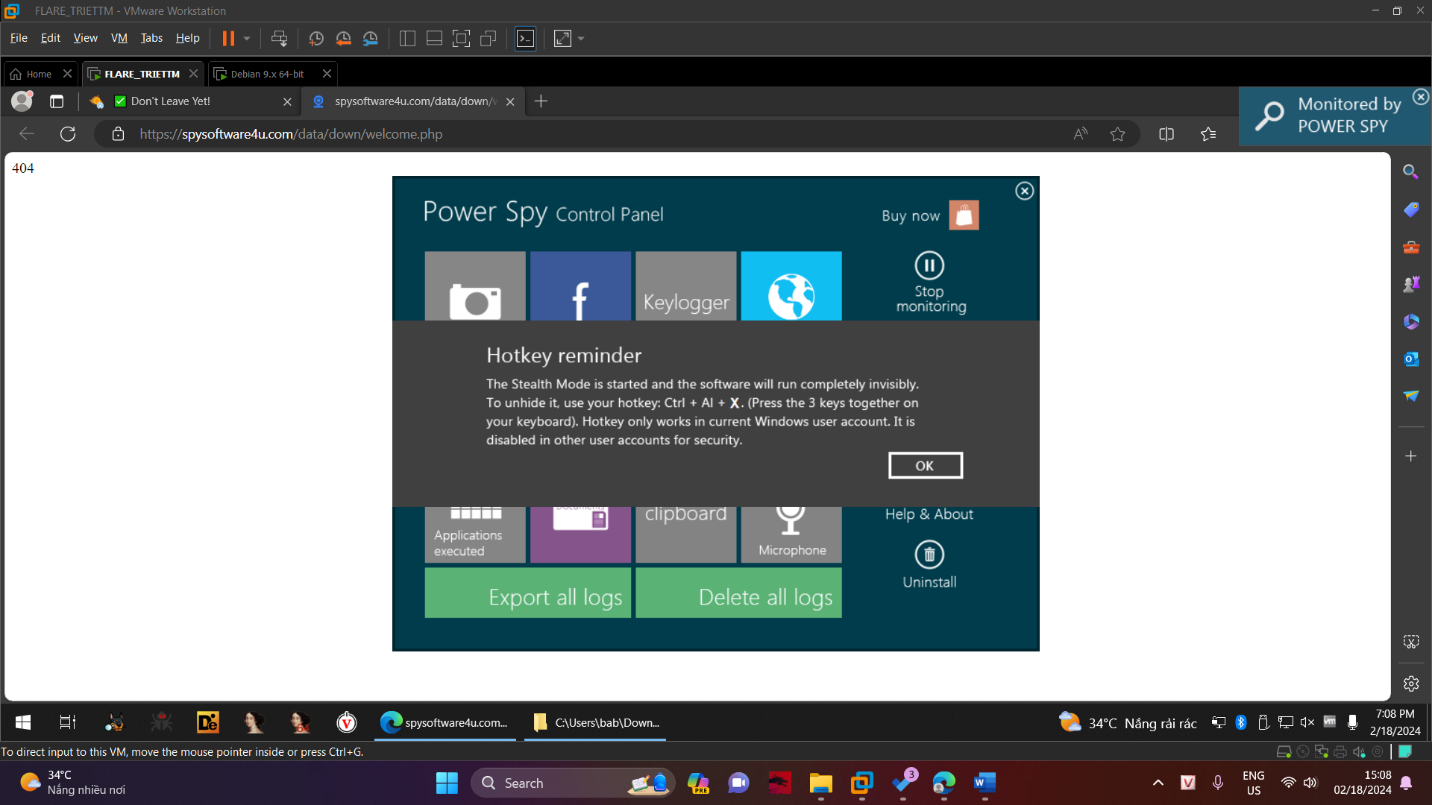 FLARE_TRIETTM - VMware Workstation
File Edit View VM Tabs Help
Home FLARE_TRIETTM Debian 9.x 64-bit
Don't Leave Yet! spysoftware4u.com/data/down/
https://spysoftware4u.com/data/down/welcome.php
Monitored by
POWER SPY
404
Power Spy Control Panel
Buy now
Keylogger
Stop
monitoring
Hotkey reminder
The Stealth Mode is started and the software will run completely invisibly.
To unhide it, use your hotkey: Ctrl + Al + X. (Press the 3 keys together on
your keyboard). Hotkey only works in current Windows user account. It is
disabled in other user accounts for security.
OK
Documents
clipboard
Applications
executed
Microphone
Help & About
Uninstall
Export all logs
Delete all logs
De
spysoftware4u.com...
C:\Users\bab\Down...
34°C Nắng rải rác
7:08 PM
2/18/2024
To direct input to this VM, move the mouse pointer inside or press Ctrl+G.
34°C
Nắng nhiều nơi
Search
PRE
3
ENG
US
15:08
02/18/2024